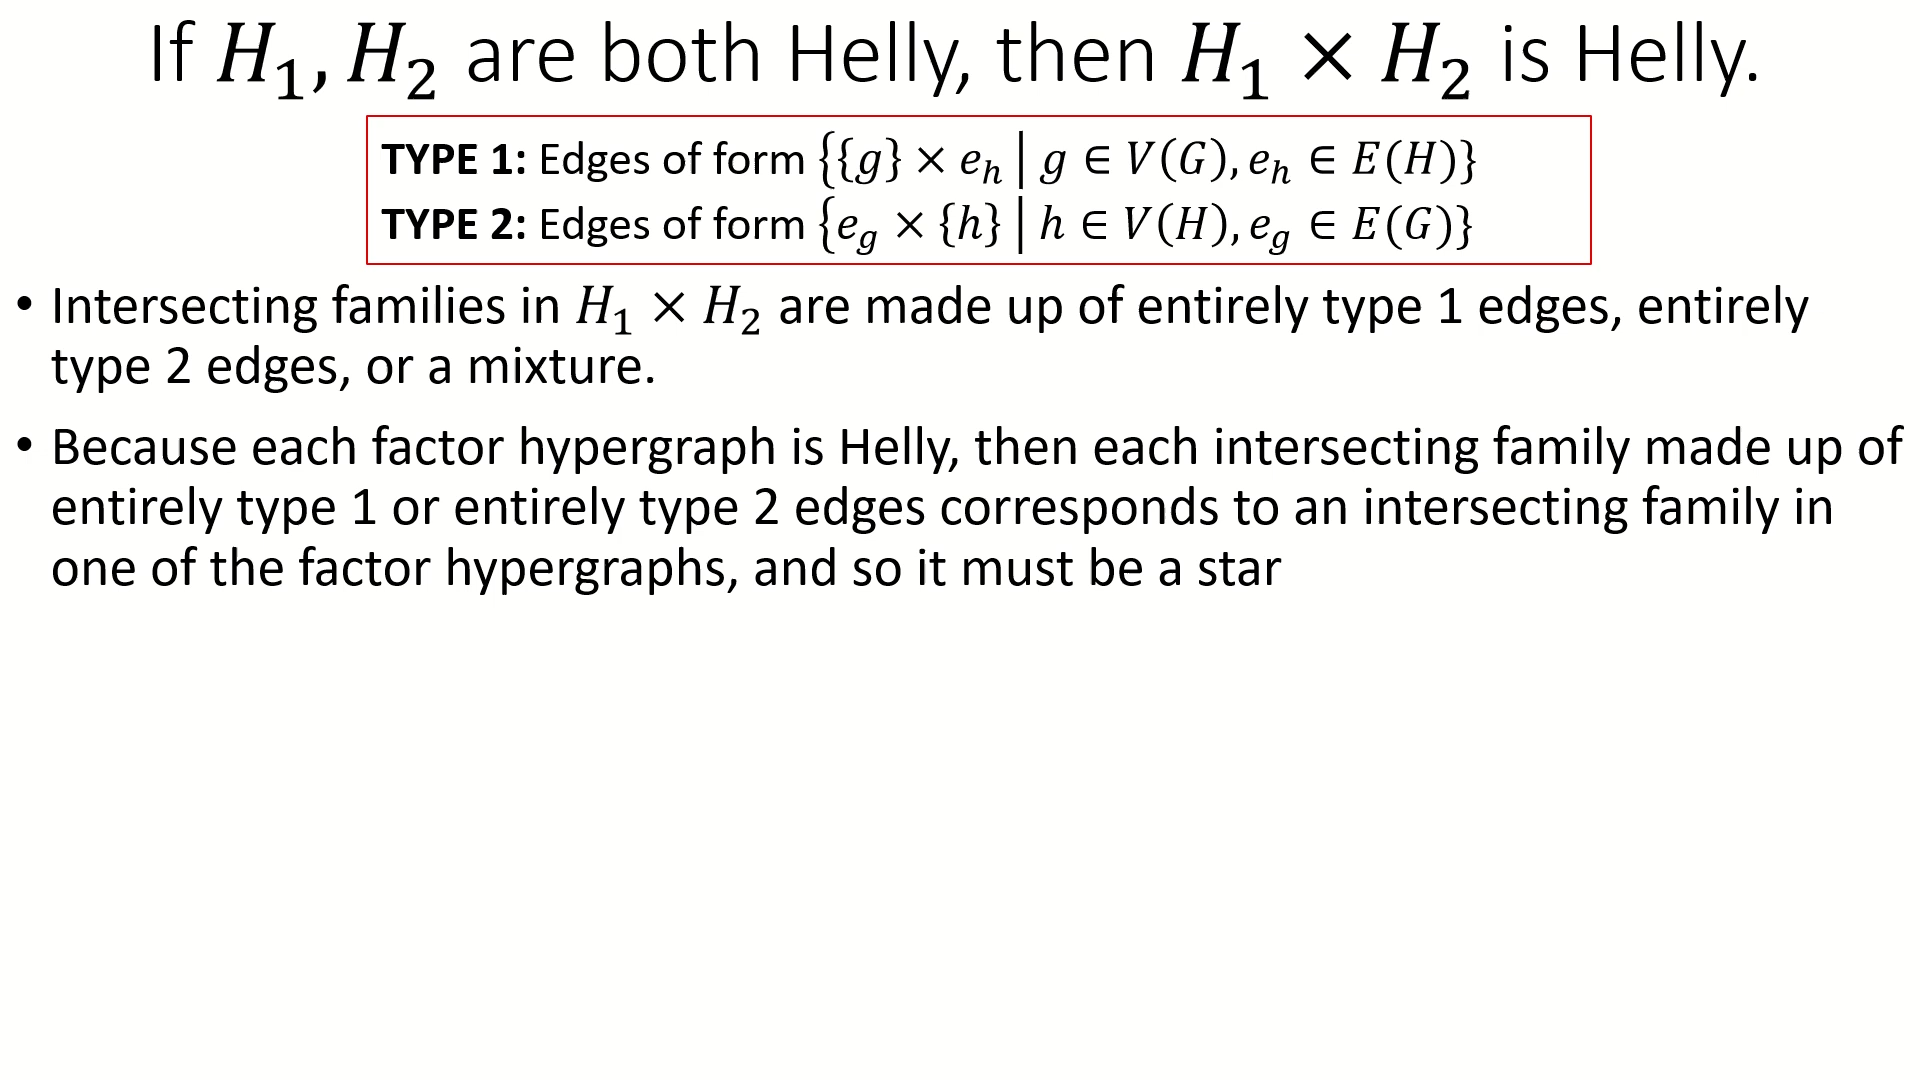 If H₁, H₂ are both Helly, then H₁ × H₂ is Helly.
TYPE 1: Edges of form {{g} × eₕ | g ∈ V(G), eₕ ∈ E(H)}
TYPE 2: Edges of form {e_g × {h} | h ∈ V(H), e_g ∈ E(G)}
• Intersecting families in H₁ × H₂ are made up of entirely type 1 edges, entirely
type 2 edges, or a mixture.
• Because each factor hypergraph is Helly, then each intersecting family made up of
entirely type 1 or entirely type 2 edges corresponds to an intersecting family in
one of the factor hypergraphs, and so it must be a star